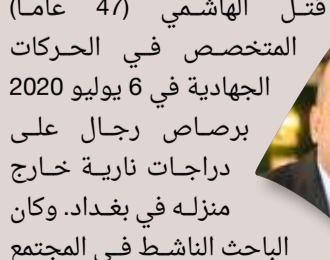 قتل الهاشمي (47 عاماً)
المتخصص في الحركات
الجهادية في 6 يوليو 2020
برصاص رجال على
دراجات نارية خارج
منزله في بغداد. وكان
الباحث الناشط في المجتمع